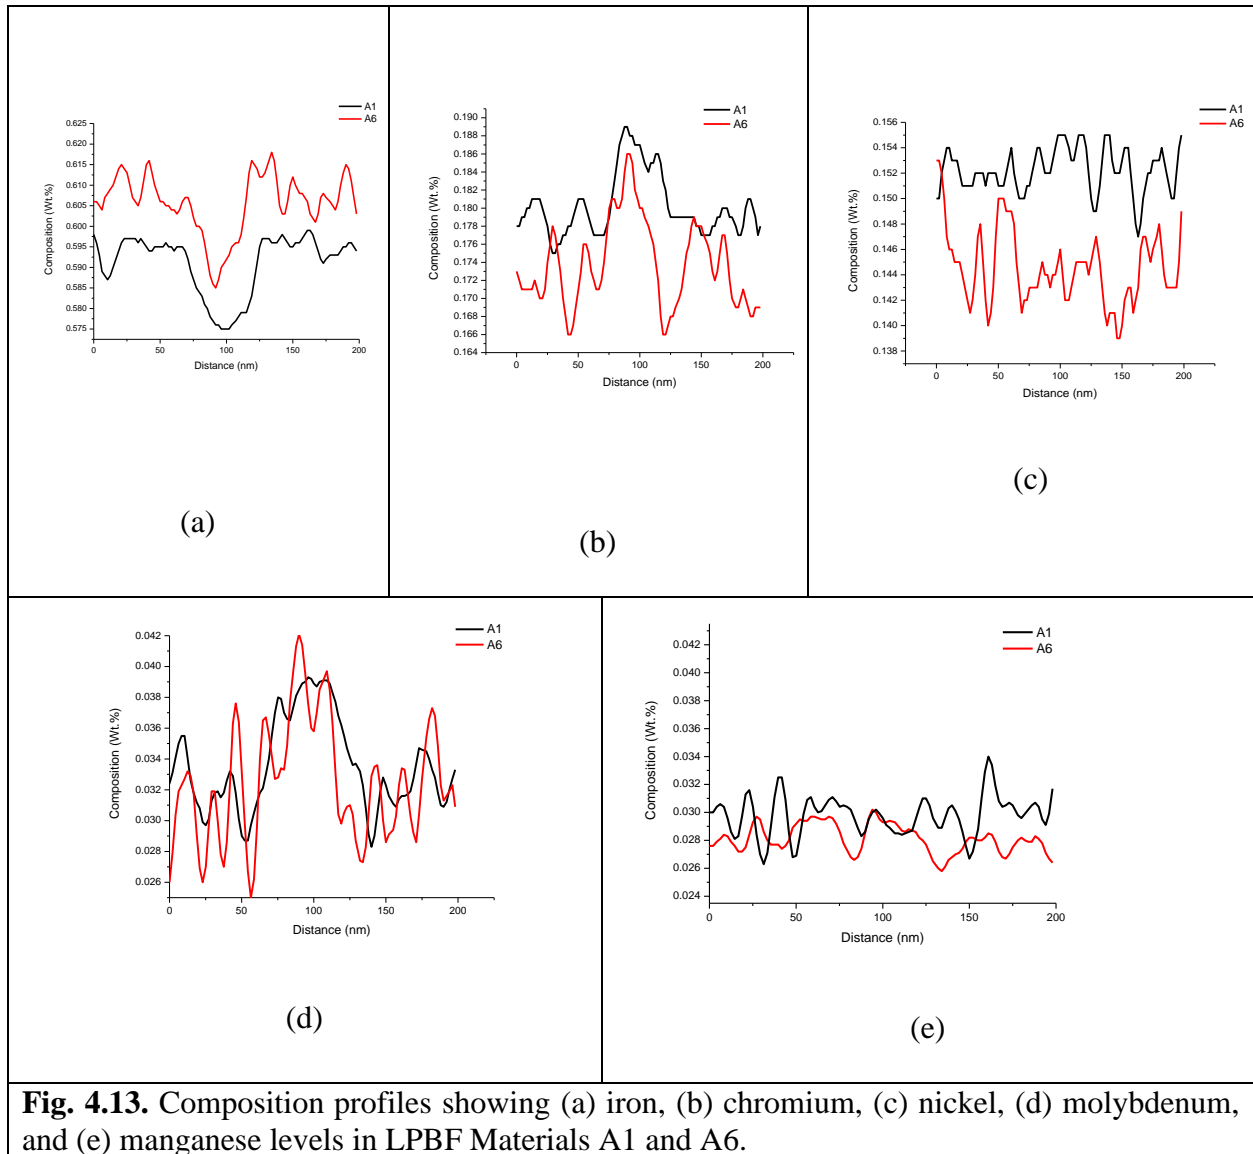 A1
A6
0.625
0.620
0.615
0.610
0.605
0.600
0.595
0.590
0.585
0.580
0.575
Composition (Wt.%)
0 50 100 150 200
Distance (nm)
(a)
A1
A6
0.190
0.188
0.186
0.184
0.182
0.180
0.178
0.176
0.174
0.172
0.170
0.168
0.166
0.164
Composition (Wt.%)
0 50 100 150 200
Distance (nm)
(b)
A1
A6
0.156
0.154
0.152
0.150
0.148
0.146
0.144
0.142
0.140
0.138
Composition (Wt.%)
0 50 100 150 200
Distance (nm)
(c)
A1
A6
0.042
0.040
0.038
0.036
0.034
0.032
0.030
0.028
0.026
Composition (Wt.%)
0 50 100 150 200
Distance (nm)
(d)
A1
A6
0.042
0.040
0.038
0.036
0.034
0.032
0.030
0.028
0.026
0.024
Composition (Wt.%)
0 50 100 150 200
Distance (nm)
(e)
Fig. 4.13. Composition profiles showing (a) iron, (b) chromium, (c) nickel, (d) molybdenum,
and (e) manganese levels in LPBF Materials A1 and A6.